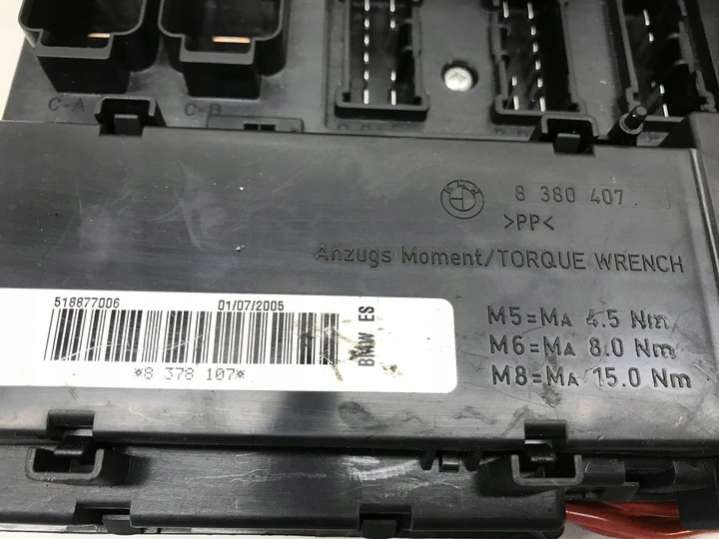 C-A
C-B
BMW
8 380 407
>PP<
Anzugs Moment/TORQUE WRENCH
518877006
01/07/2005
BMW ES
*8 378 107*
M5=MA 4.5 Nm
M6=MA 8.0 Nm
M8=MA 15.0 Nm